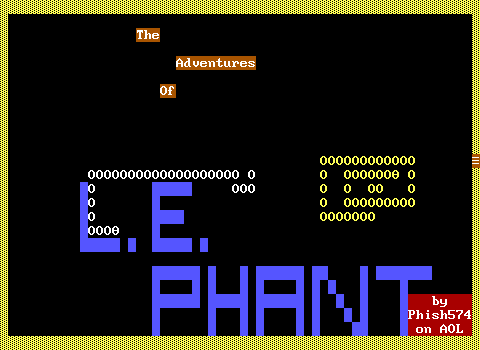 The
Adventures
Of
L.E.
PHANT
by
Phish574
on AOL